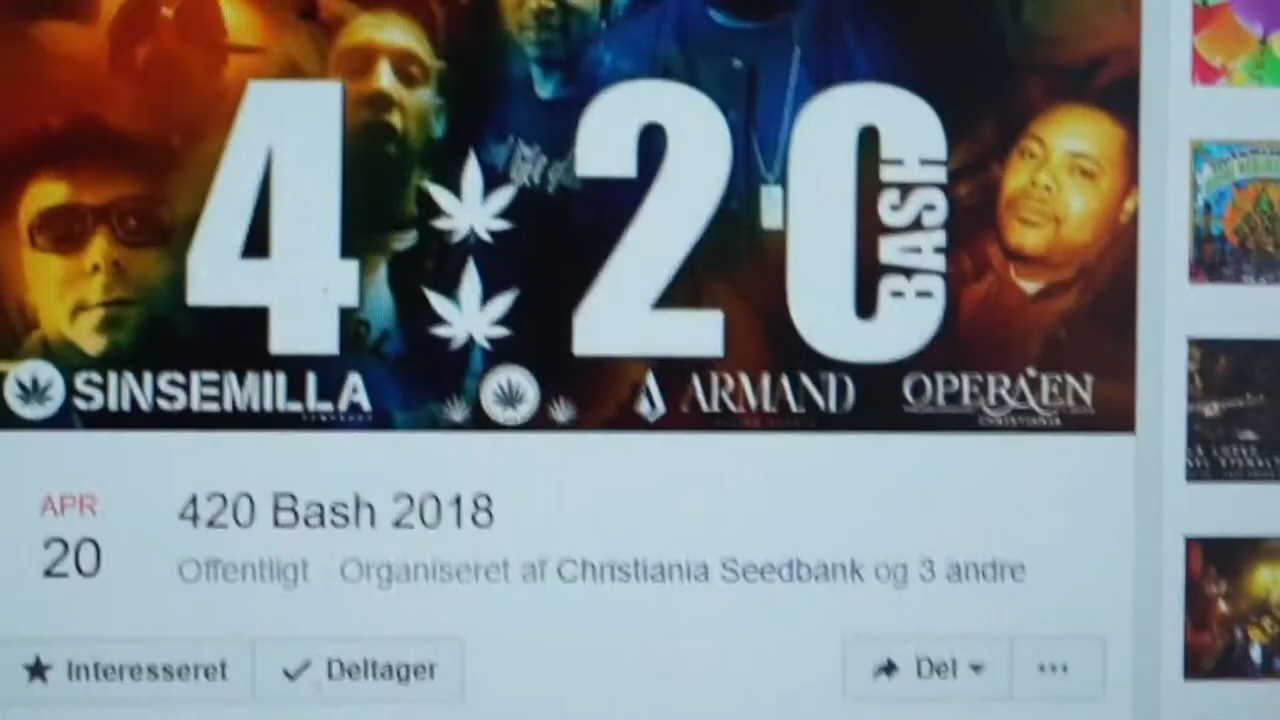 4 20
BASH
SINSEMILLA
ARMAND
OPERAEN
CHRISTIANIA
APR
20
420 Bash 2018
Offentligt Organiseret af Christiania Seedbank og 3 andre
Interesseret
Deltager
Del
...